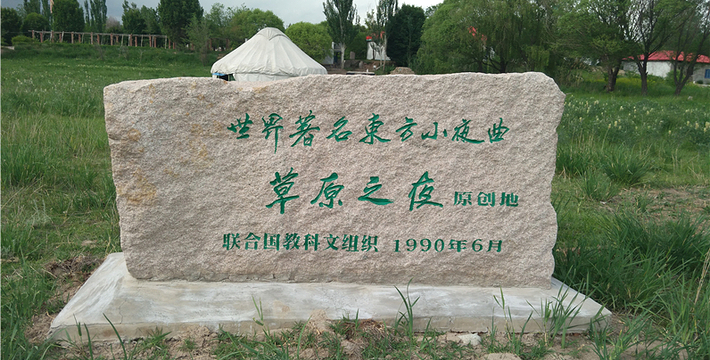 世界著名東方小夜曲
草原之夜 原创地
联合国教科文组织 1990年6月